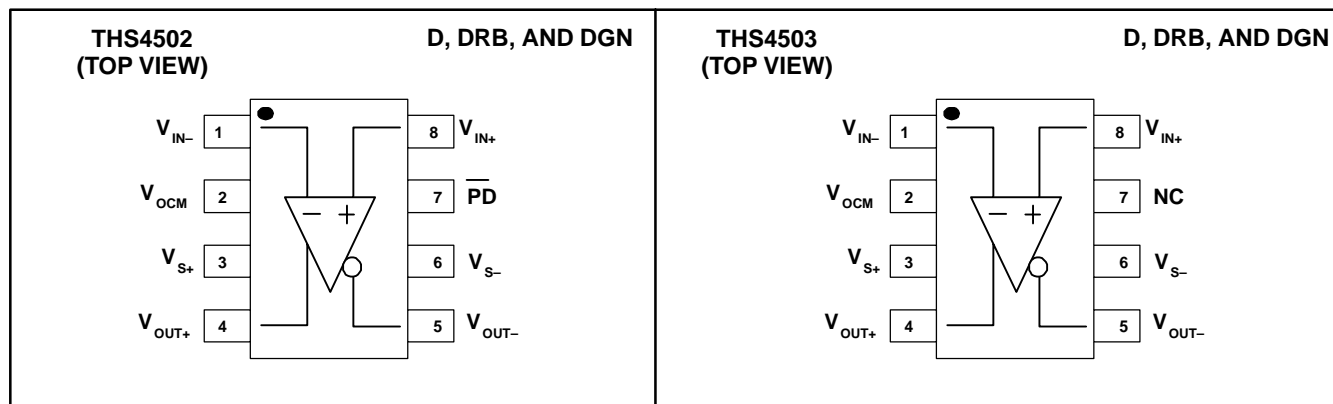 THS4502
(TOP VIEW)
D, DRB, AND DGN
V_IN– 1
8 V_IN+
V_OCM 2
7 P̅D̅
V_S+ 3
6 V_S–
V_OUT+ 4
5 V_OUT–
– +
THS4503
(TOP VIEW)
D, DRB, AND DGN
V_IN– 1
8 V_IN+
V_OCM 2
7 NC
V_S+ 3
6 V_S–
V_OUT+ 4
5 V_OUT–
– +